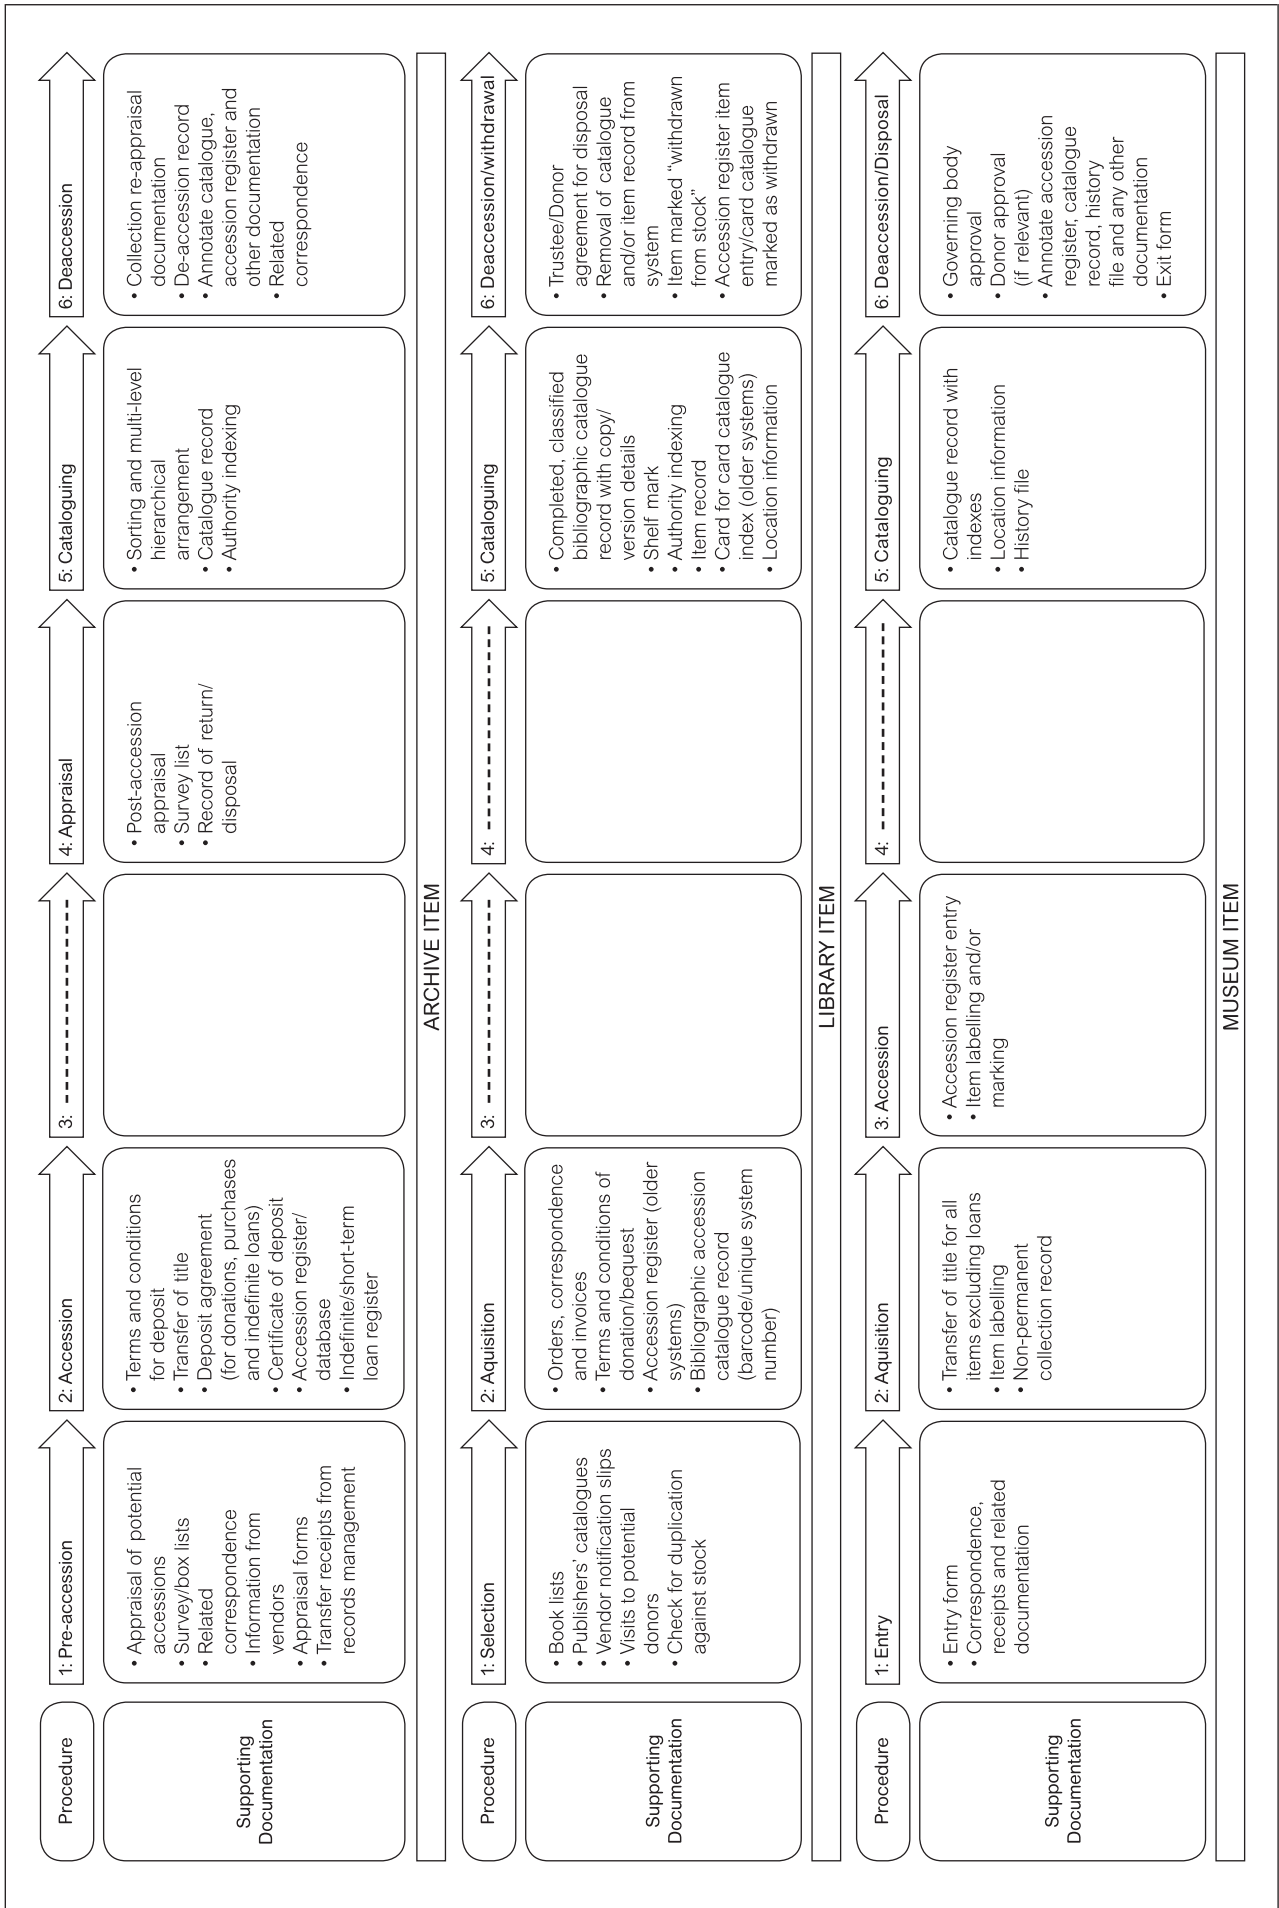 Procedure
1: Pre-accession
2: Accession
3:
4: Appraisal
5: Cataloguing
6: Deaccession
Supporting
Documentation
• Appraisal of potential
accessions
• Survey/box lists
• Related
correspondence
• Information from
vendors
• Appraisal forms
• Transfer receipts from
records management
• Terms and conditions
for deposit
• Transfer of title
• Deposit agreement
(for donations, purchases
and indefinite loans)
• Certificate of deposit
• Accession register/
database
• Indefinite/short-term
loan register
• Post-accession
appraisal
• Survey list
• Record of return/
disposal
• Sorting and multi-level
hierarchical
arrangement
• Catalogue record
• Authority indexing
• Collection re-appraisal
documentation
• De-accession record
• Annotate catalogue,
accession register and
other documentation
• Related
correspondence
ARCHIVE ITEM
Procedure
1: Selection
2: Aquisition
3:
4:
5: Cataloguing
6: Deaccession/withdrawal
Supporting
Documentation
• Book lists
• Publishers' catalogues
• Vendor notification slips
• Visits to potential
donors
• Check for duplication
against stock
• Orders, correspondence
and invoices
• Terms and conditions of
donation/bequest
• Accession register (older
systems)
• Bibliographic accession
catalogue record
(barcode/unique system
number)
• Completed, classified
bibliographic catalogue
record with copy/
version details
• Shelf mark
• Authority indexing
• Item record
• Card for card catalogue
index (older systems)
• Location information
• Trustee/Donor
agreement for disposal
• Removal of catalogue
and/or item record from
system
• Item marked “withdrawn
from stock”
• Accession register item
entry/card catalogue
marked as withdrawn
LIBRARY ITEM
Procedure
1: Entry
2: Aquisition
3: Accession
4:
5: Cataloguing
6: Deaccession/Disposal
Supporting
Documentation
• Entry form
• Correspondence,
receipts and related
documentation
• Transfer of title for all
items excluding loans
• Item labelling
• Non-permanent
collection record
• Accession register entry
• Item labelling and/or
marking
• Catalogue record with
indexes
• Location information
• History file
• Governing body
approval
• Donor approval
(if relevant)
• Annotate accession
register, catalogue
record, history
file and any other
documentation
• Exit form
MUSEUM ITEM